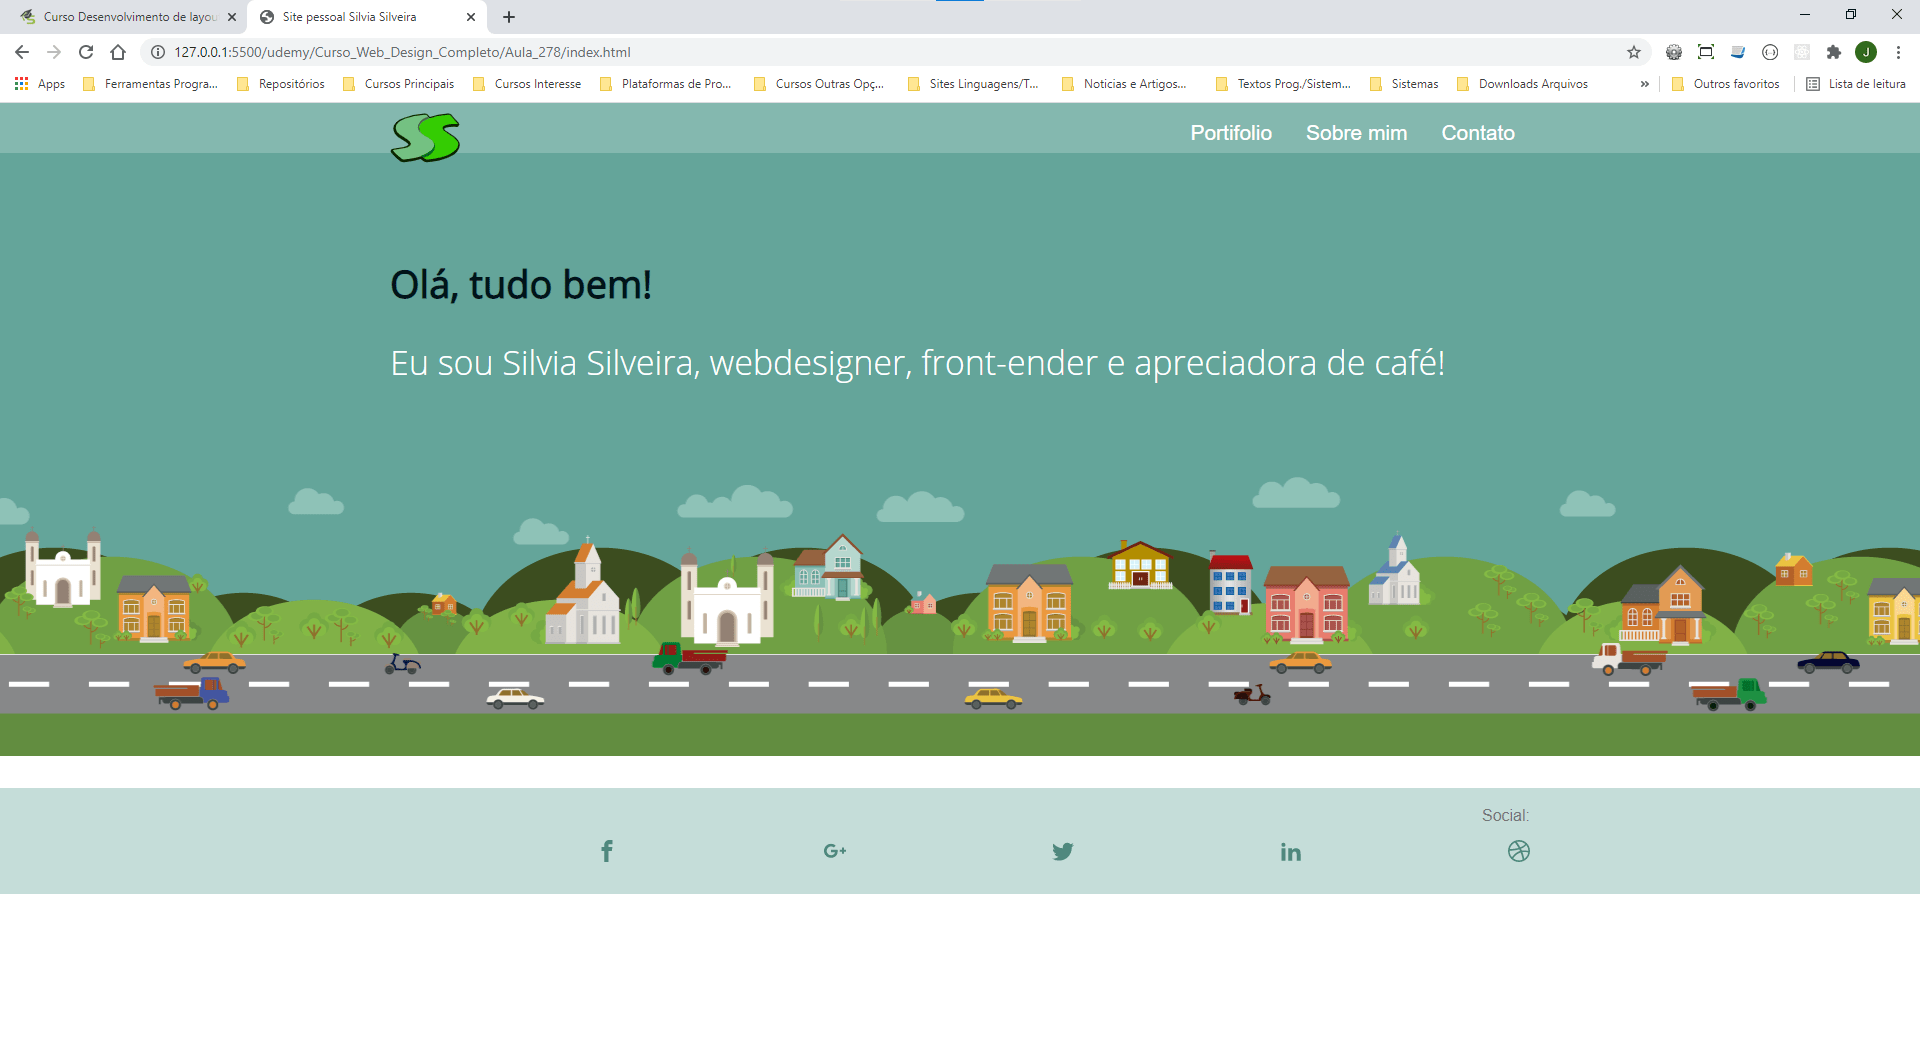 Curso Desenvolvimento de layou
Site pessoal Silvia Silveira
127.0.0.1:5500/udemy/Curso_Web_Design_Completo/Aula_278/index.html
J
Apps
Ferramentas Progra...
Repositórios
Cursos Principais
Cursos Interesse
Plataformas de Pro...
Cursos Outras Opç...
Sites Linguagens/T...
Noticias e Artigos...
Textos Prog./Sistem...
Sistemas
Downloads Arquivos
»
Outros favoritos
Lista de leitura
SS
Portifolio
Sobre mim
Contato
Olá, tudo bem!
Eu sou Silvia Silveira, webdesigner, front-ender e apreciadora de café!
Social:
f
G+
in